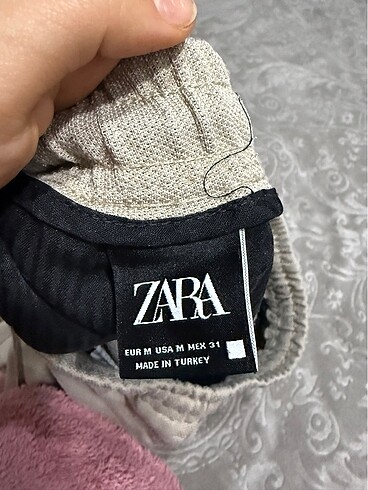 ZARA
EUR M USA M MEX 31
MADE IN TURKEY